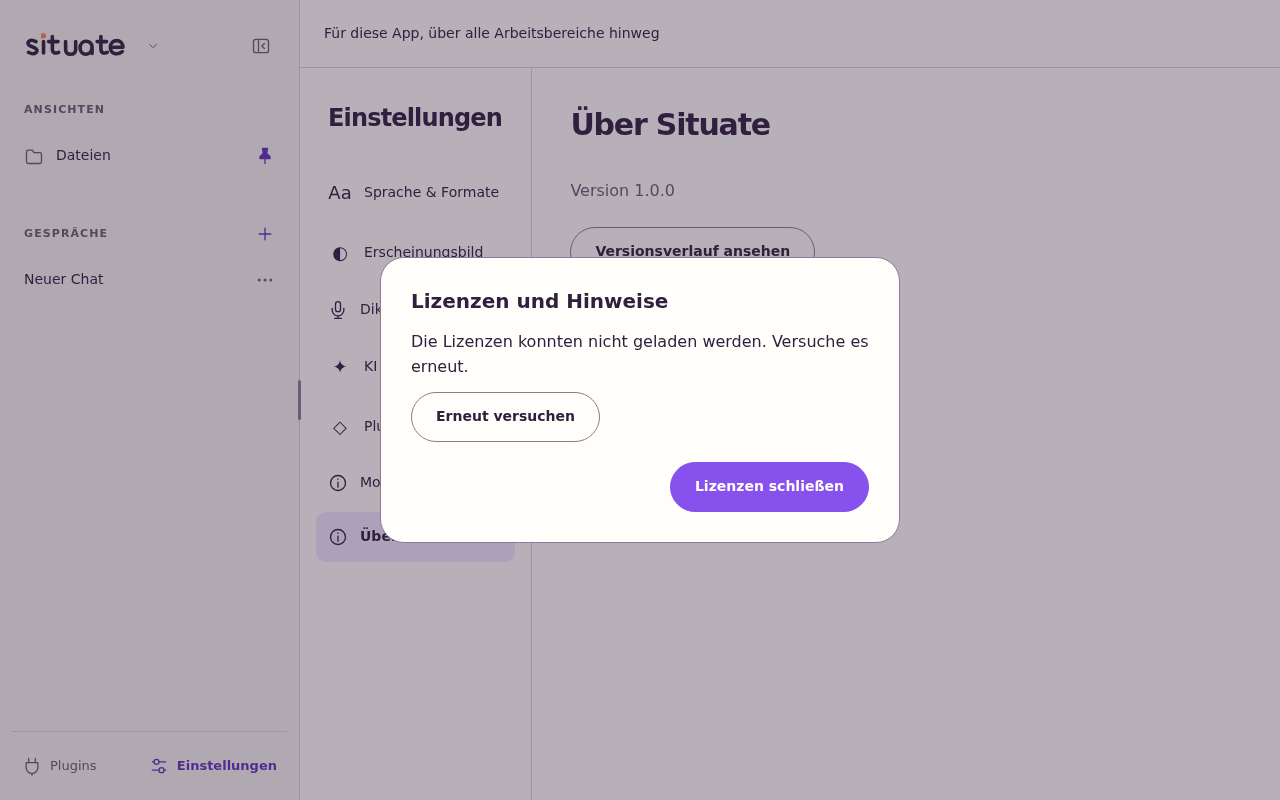 situate
Für diese App, über alle Arbeitsbereiche hinweg
ANSICHTEN
Dateien
GESPRÄCHE
Neuer Chat
Plugins
Einstellungen
Einstellungen
Aa Sprache & Formate
Erscheinungsbild
KI
Über Situate
Version 1.0.0
Versionsverlauf ansehen
Lizenzen und Hinweise
Die Lizenzen konnten nicht geladen werden. Versuche es
erneut.
Erneut versuchen
Lizenzen schließen